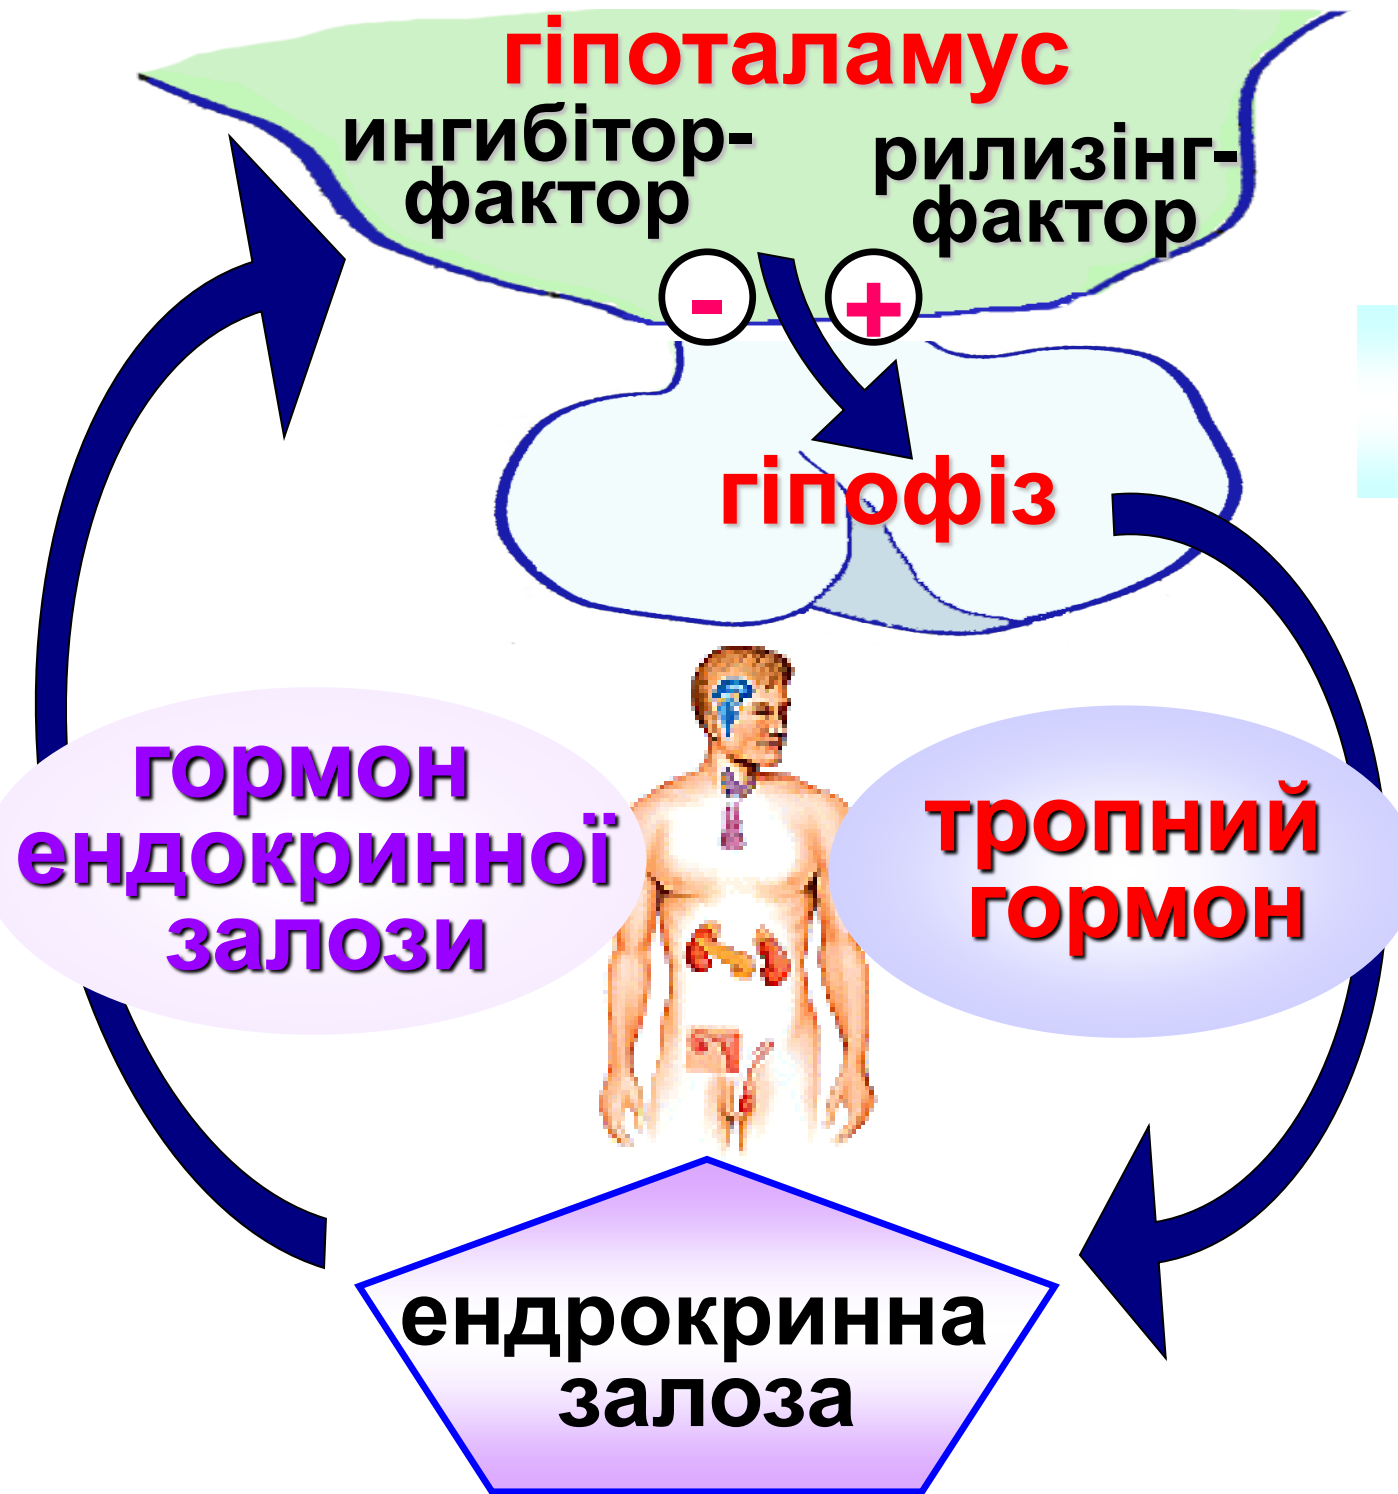 гіпоталамус
ингибітор-
фактор
рилизінг-
фактор
- +
гіпофіз
гормон
ендокринної
залози
тропний
гормон
ендрокринна
залоза